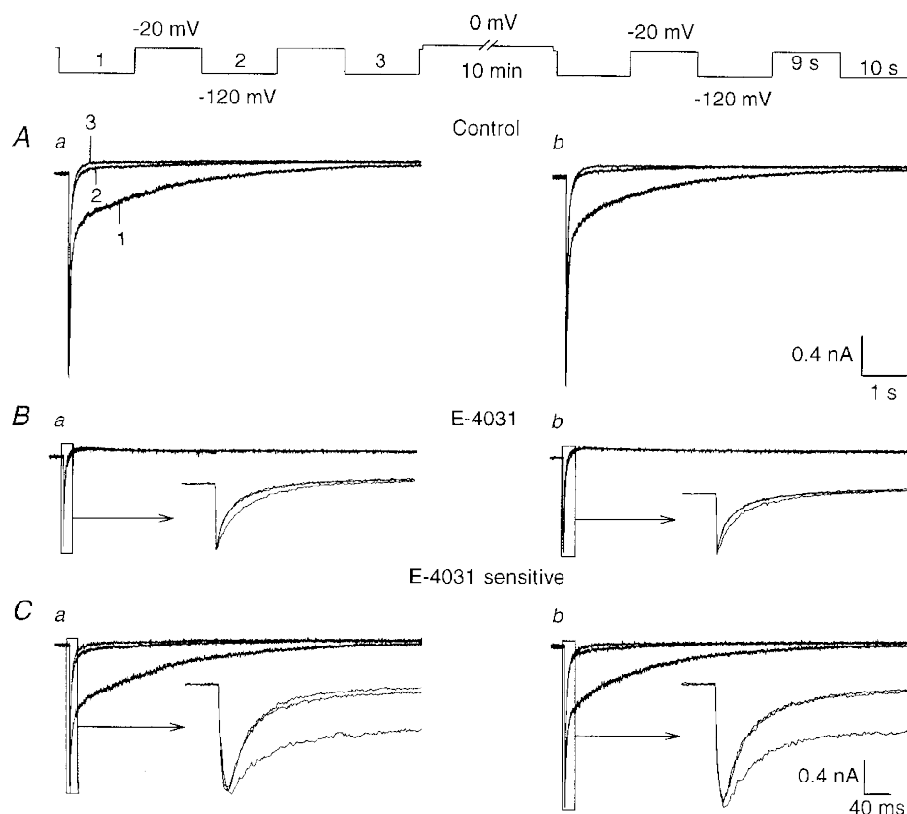 0 mV
-20 mV
-20 mV
1
2
3
10 min
9 s
10 s
-120 mV
-120 mV
A
a
3
Control
b
2
1
0.4 nA
1 s
B
a
E-4031
b
E-4031 sensitive
C
a
b
0.4 nA
40 ms